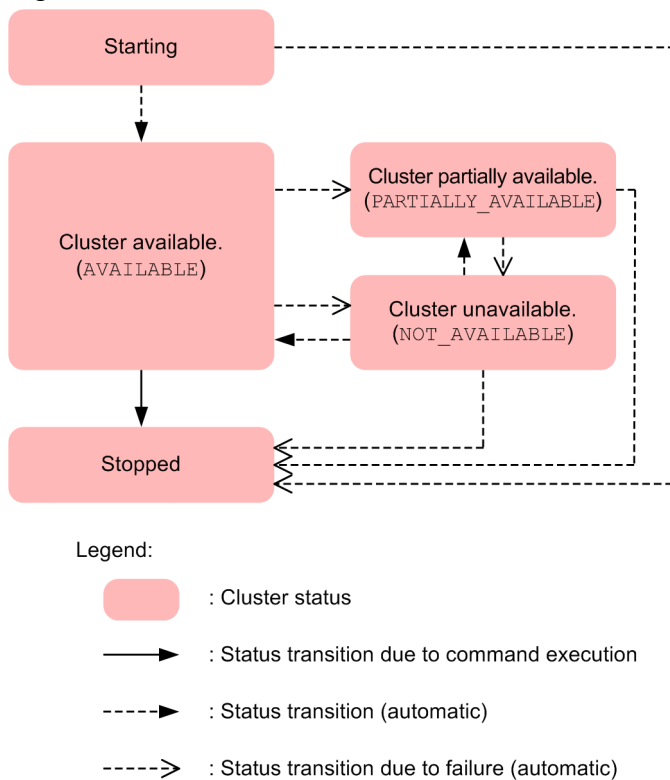 Starting
Cluster available.
(AVAILABLE)
Cluster partially available.
(PARTIALLY_AVAILABLE)
Cluster unavailable.
(NOT_AVAILABLE)
Stopped
Legend:
: Cluster status
: Status transition due to command execution
: Status transition (automatic)
: Status transition due to failure (automatic)